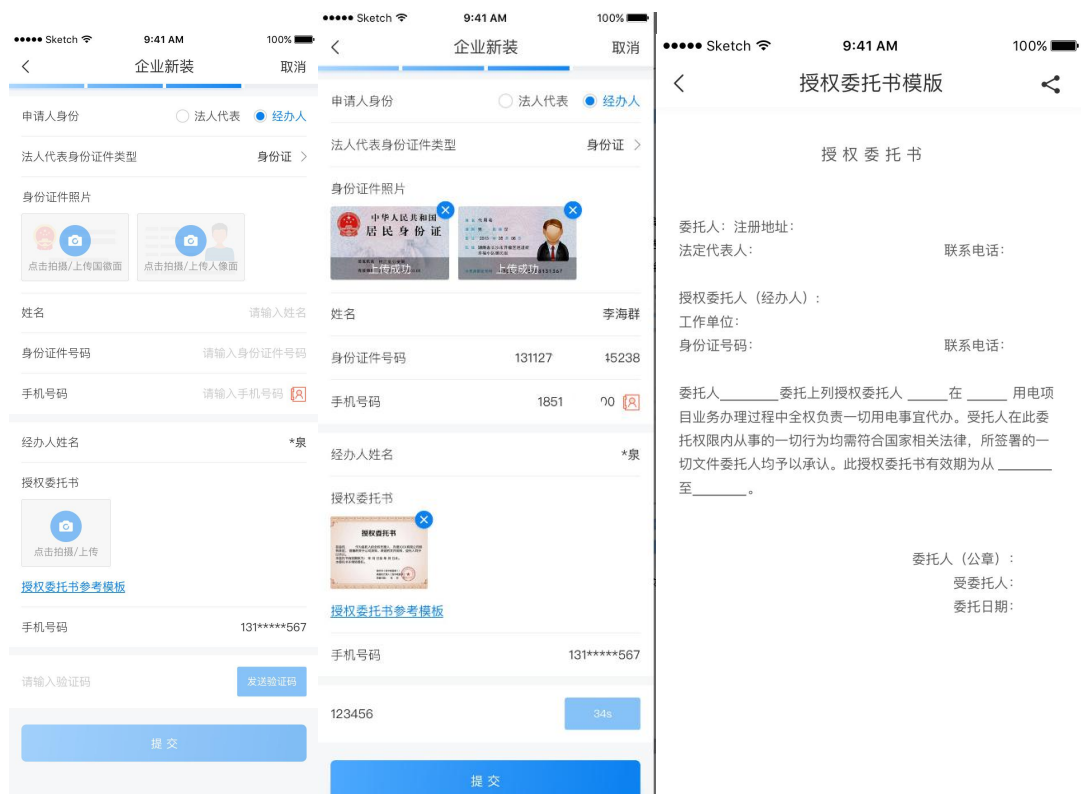 ●●●●● Sketch 9:41 AM 100%
企业新装 取消
申请人身份 法人代表 经办人
法人代表身份证件类型 身份证 >
身份证件照片
点击拍摄/上传国徽面 点击拍摄/上传人像面
姓名 请输入姓名
身份证件号码 请输入身份证件号码
手机号码 请输入手机号码
经办人姓名 *泉
授权委托书
点击拍摄/上传
授权委托书参考模板
手机号码 131*****567
请输入验证码 发送验证码
提交
●●●●● Sketch 9:41 AM 100%
企业新装 取消
申请人身份 法人代表 经办人
法人代表身份证件类型 身份证 >
身份证件照片
中华人民共和国
居民身份证
上传成功 上传成功
姓名 李海群
身份证件号码 131127 45238
手机号码 1851 00
经办人姓名 *泉
授权委托书
授权委托书
授权委托书参考模板
手机号码 131*****567
123456 34s
提交
●●●●● Sketch 9:41 AM 100%
授权委托书模版
授权委托书
委托人：注册地址：
法定代表人： 联系电话：
授权委托人（经办人）：
工作单位：
身份证号码： 联系电话：
委托人________委托上列授权委托人 ______在 ______ 用电项
目业务办理过程中全权负责一切用电事宜代办。受托人在此委
托权限内从事的一切行为均需符合国家相关法律，所签署的一
切文件委托人均予以承认。此授权委托书有效期为从 ________
至________。
委托人（公章）：
受委托人：
委托日期：